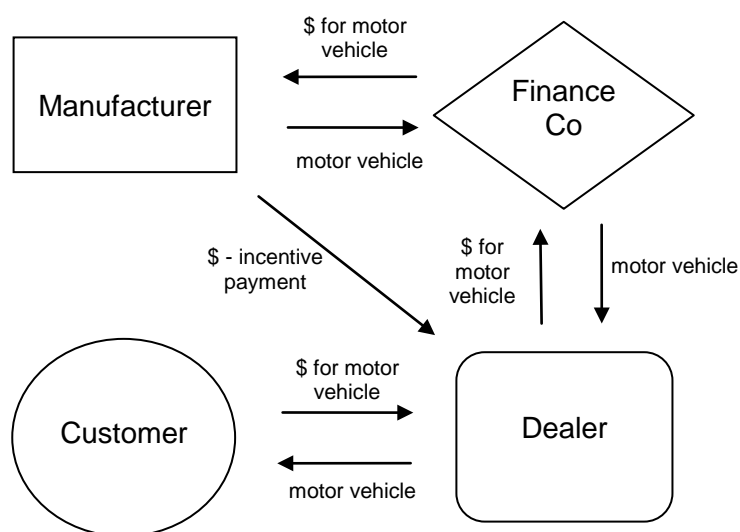 $ for motor
vehicle
Manufacturer
Finance
Co
motor vehicle
$ - incentive
payment
$ for
motor
vehicle
motor vehicle
$ for motor
vehicle
Customer
Dealer
motor vehicle